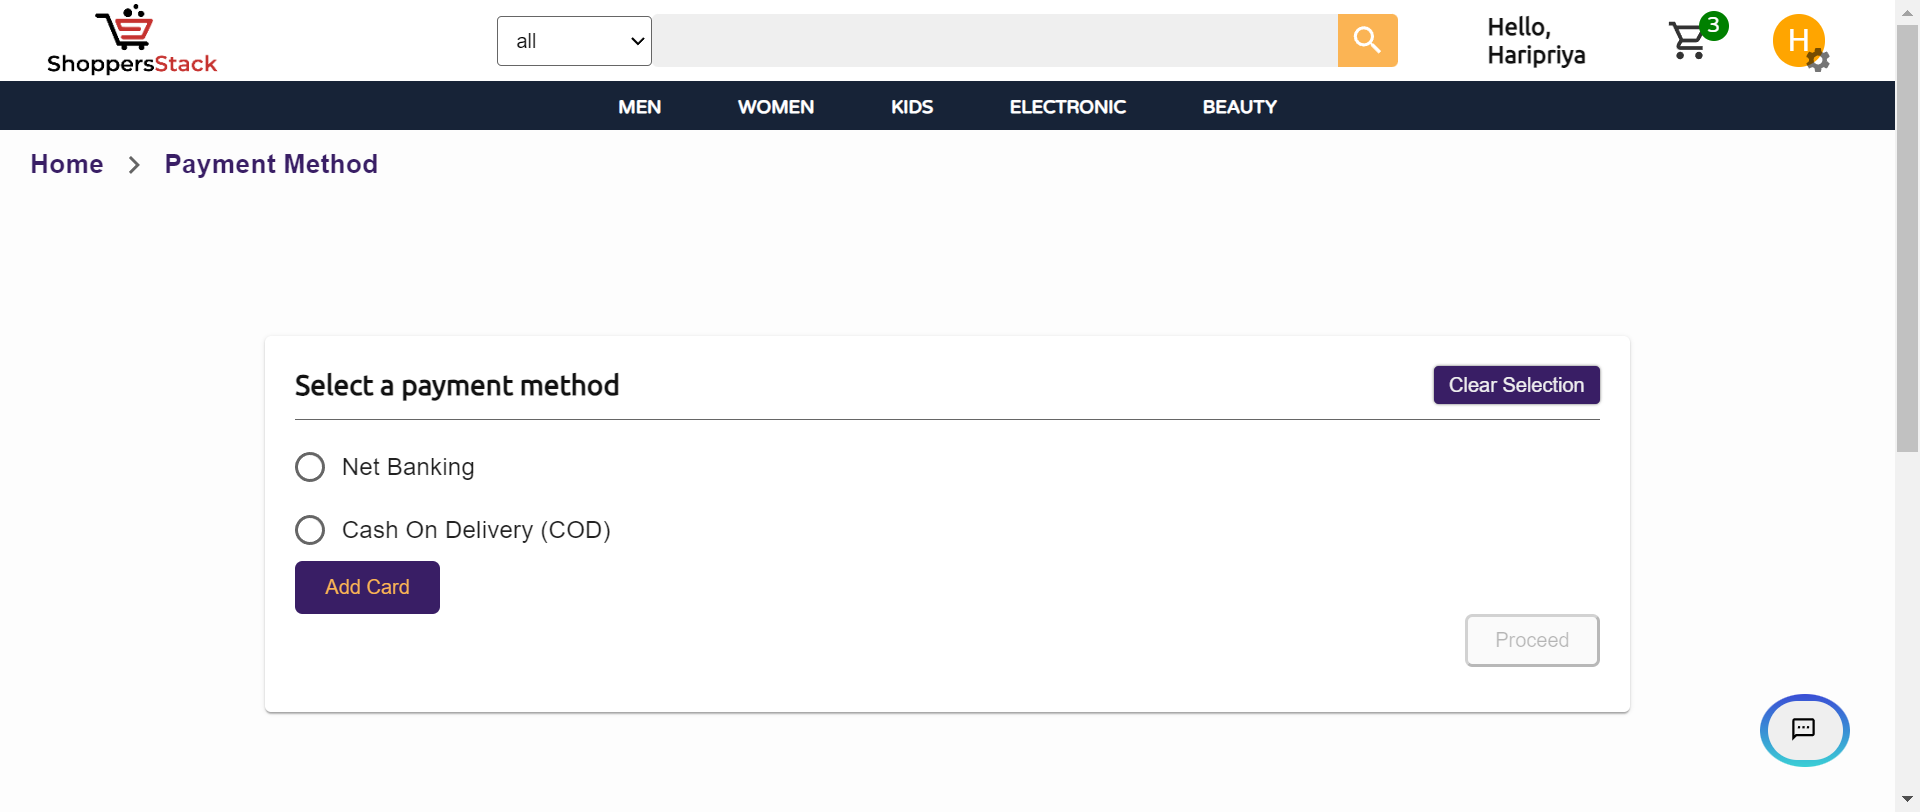 ShoppersStack
all
Hello,
Haripriya
3
H
MEN WOMEN KIDS ELECTRONIC BEAUTY
Home Payment Method
Select a payment method
Clear Selection
Net Banking
Cash On Delivery (COD)
Add Card
Proceed